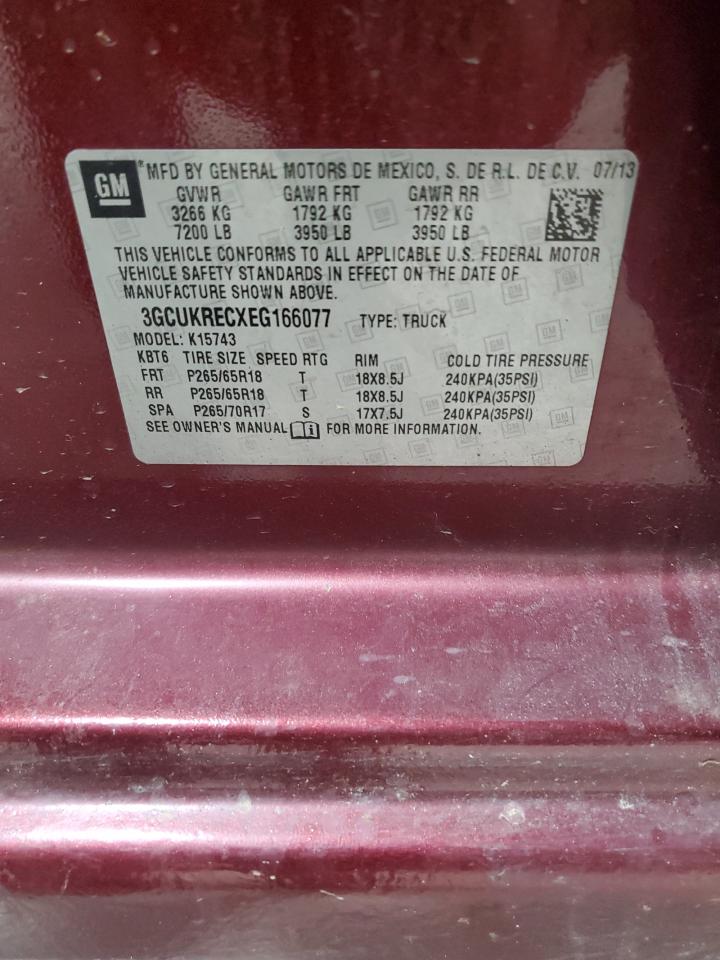 GM ® MFD BY GENERAL MOTORS DE MEXICO, S. DE R.L. DE C.V. 07/13
GVWR GAWR FRT GAWR RR
3266 KG 1792 KG 1792 KG
7200 LB 3950 LB 3950 LB
THIS VEHICLE CONFORMS TO ALL APPLICABLE U.S. FEDERAL MOTOR
VEHICLE SAFETY STANDARDS IN EFFECT ON THE DATE OF
MANUFACTURE SHOWN ABOVE.
3GCUKRECXEG166077 TYPE: TRUCK
MODEL: K15743
KBT6 TIRE SIZE SPEED RTG RIM COLD TIRE PRESSURE
FRT P265/65R18 T 18X8.5J 240KPA(35PSI)
RR P265/65R18 T 18X8.5J 240KPA(35PSI)
SPA P265/70R17 S 17X7.5J 240KPA(35PSI)
SEE OWNER'S MANUAL i FOR MORE INFORMATION.